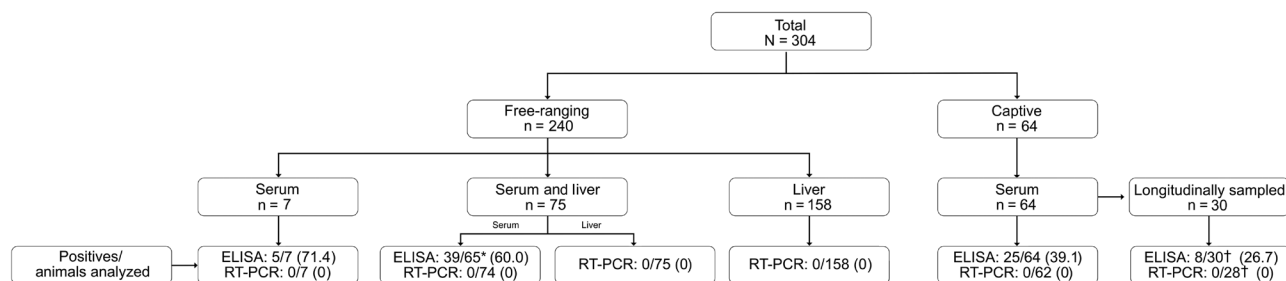 Total
N = 304
Free-ranging
n = 240
Captive
n = 64
Serum
n = 7
Serum and liver
n = 75
Liver
n = 158
Serum
n = 64
Longitudinally sampled
n = 30
Serum
Liver
Positives/
animals analyzed
ELISA: 5/7 (71.4)
RT-PCR: 0/7 (0)
ELISA: 39/65* (60.0)
RT-PCR: 0/74 (0)
RT-PCR: 0/75 (0)
RT-PCR: 0/158 (0)
ELISA: 25/64 (39.1)
RT-PCR: 0/62 (0)
ELISA: 8/30† (26.7)
RT-PCR: 0/28† (0)